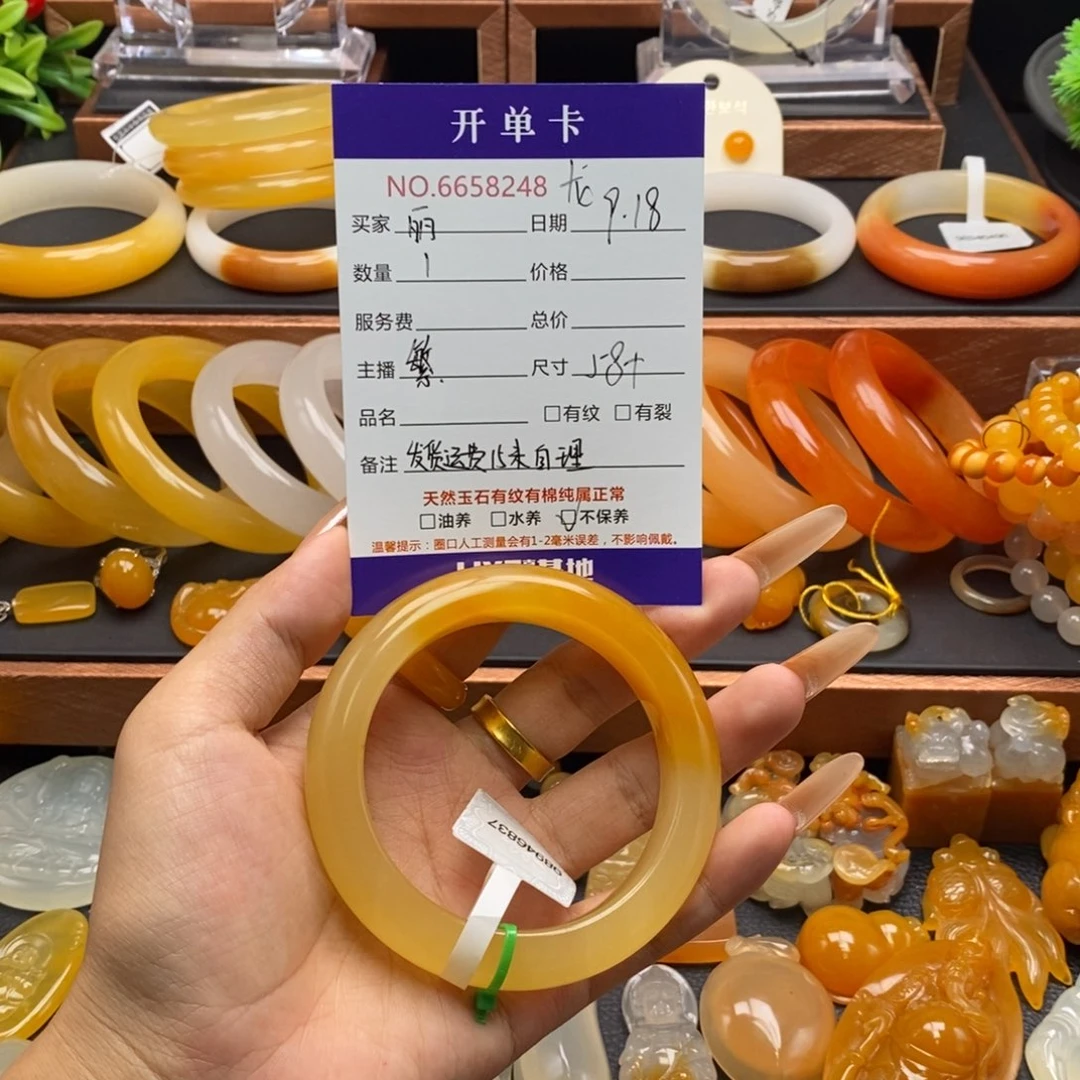 开单卡
NO.6658248 龙
买家 丽 日期 9.18
数量 1 价格
服务费 总价
主播 繁 尺寸 58+
品名 □有纹 □有裂
备注 发货运费15末自理
天然玉石有纹有棉纯属正常
□油养 □水养 □不保养
温馨提示：圈口人工测量会有1-2毫米误差，不影响佩戴。
基地
98946837